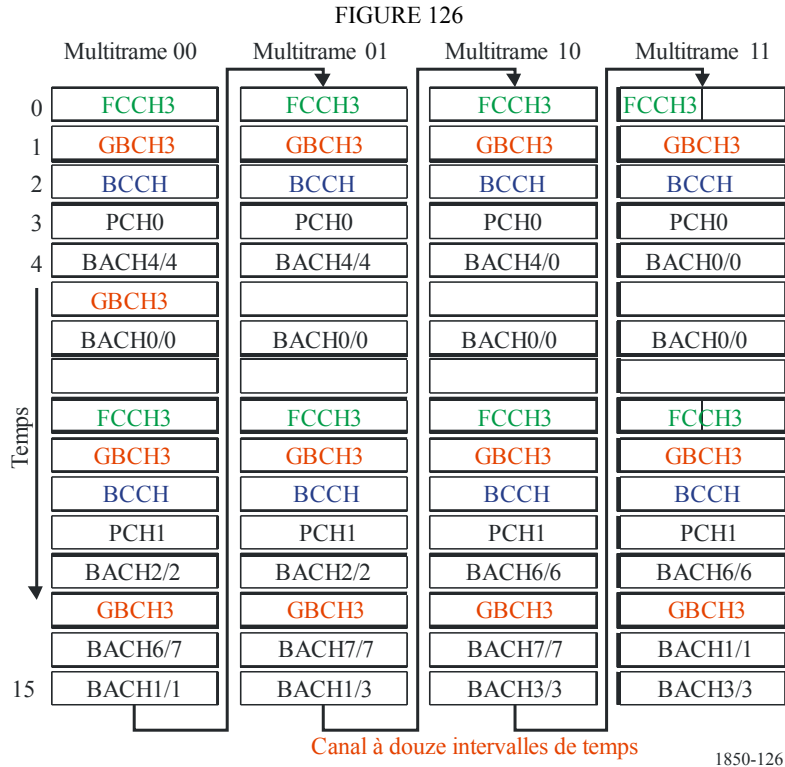 FIGURE 126
Multitrame 00 Multitrame 01 Multitrame 10 Multitrame 11
0 FCCH3 FCCH3 FCCH3 FCCH3
1 GBCH3 GBCH3 GBCH3 GBCH3
2 BCCH BCCH BCCH BCCH
3 PCH0 PCH0 PCH0 PCH0
4 BACH4/4 BACH4/4 BACH4/0 BACH0/0
GBCH3
BACH0/0 BACH0/0 BACH0/0 BACH0/0
Temps
FCCH3 FCCH3 FCCH3 FCCH3
GBCH3 GBCH3 GBCH3 GBCH3
BCCH BCCH BCCH BCCH
PCH1 PCH1 PCH1 PCH1
BACH2/2 BACH2/2 BACH6/6 BACH6/6
GBCH3 GBCH3 GBCH3 GBCH3
BACH6/7 BACH7/7 BACH7/7 BACH1/1
15 BACH1/1 BACH1/3 BACH3/3 BACH3/3
Canal à douze intervalles de temps
1850-126